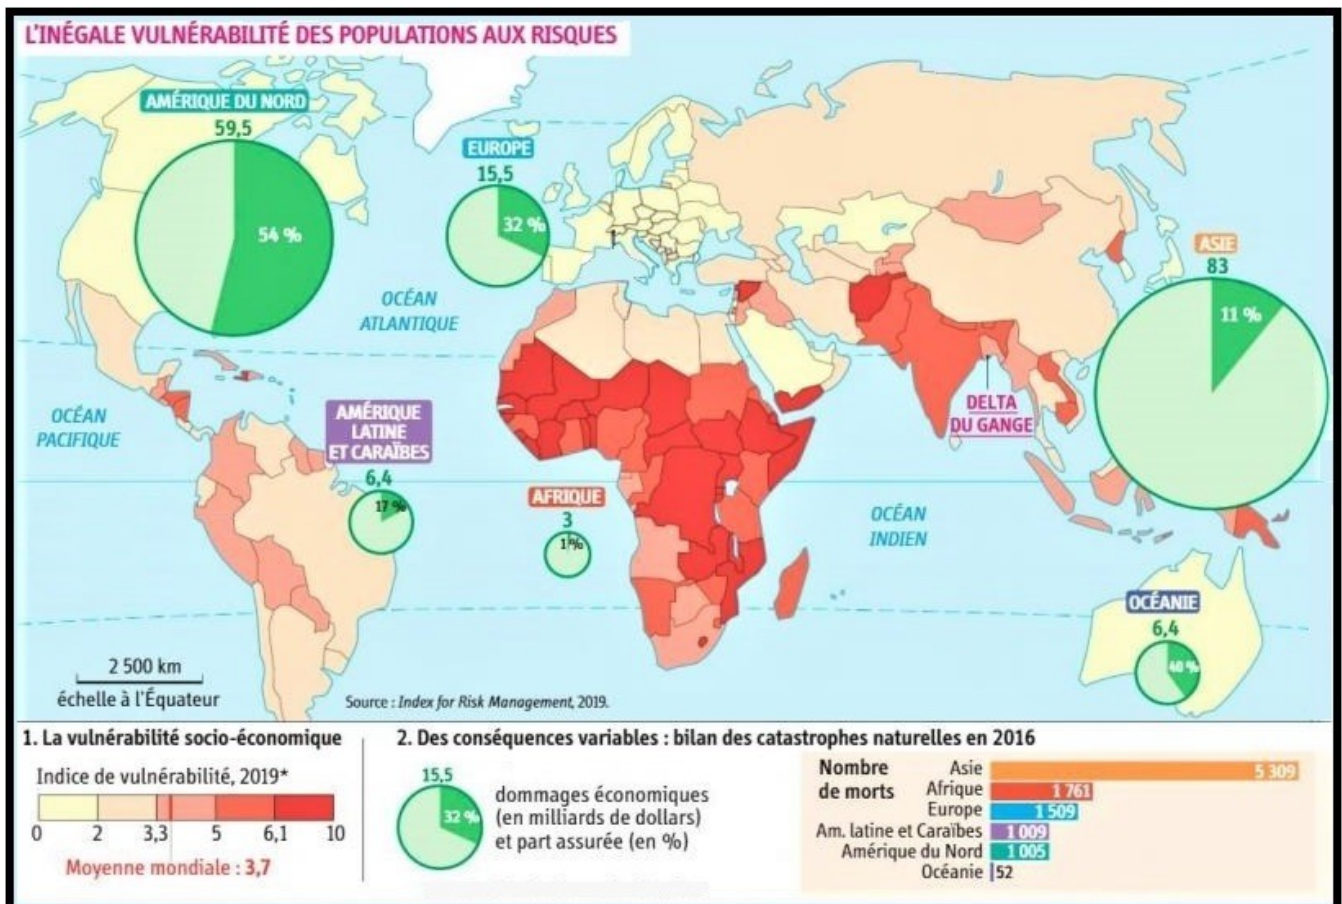 L'INÉGALE VULNÉRABILITÉ DES POPULATIONS AUX RISQUES
AMÉRIQUE DU NORD
59,5
54 %
EUROPE
15,5
32 %
ASIE
83
11 %
OCÉAN
ATLANTIQUE
OCÉAN
PACIFIQUE
AMÉRIQUE
LATINE
ET CARAÏBES
6,4
17 %
AFRIQUE
3
1 %
DELTA
DU GANGE
OCÉAN
INDIEN
OCÉANIE
6,4
40 %
2 500 km
échelle à l'Équateur
Source : Index for Risk Management, 2019.
1. La vulnérabilité socio-économique
Indice de vulnérabilité, 2019*
0 2 3,3 5 6,1 10
Moyenne mondiale : 3,7
2. Des conséquences variables : bilan des catastrophes naturelles en 2016
15,5
32 %
dommages économiques
(en milliards de dollars)
et part assurée (en %)
Nombre
de morts
Asie 5 309
Afrique 1 761
Europe 1 509
Am. latine et Caraïbes 1 009
Amérique du Nord 1 005
Océanie 52